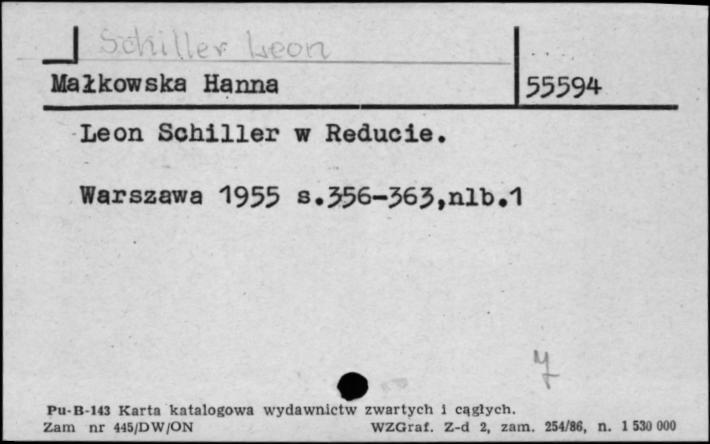 Schiller Leon
Małkowska Hanna 55594
Leon Schiller w Reducie.
Warszawa 1955 s.356-363,nlb.1
Pu-B-143 Karta katalogowa wydawnictw zwartych i ciągłych.
Zam nr 445/DW/ON WZGraf. Z-d 2, zam. 254/86, n. 1 530 000